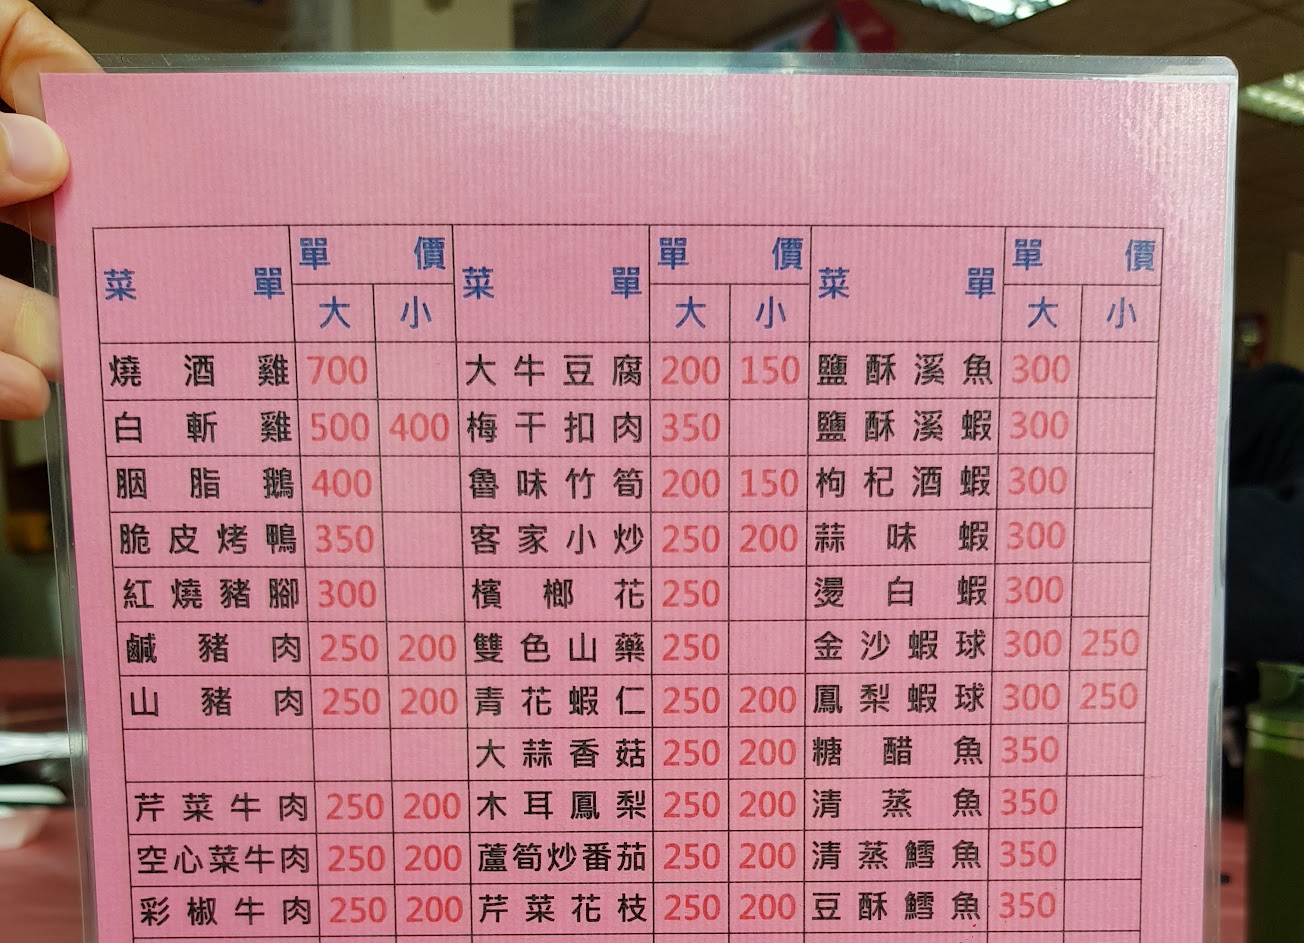 菜單 單價 菜單 單價 菜單 單價
大 小 大 小 大 小
燒酒雞 700 大牛豆腐 200 150 鹽酥溪魚 300
白斬雞 500 400 梅干扣肉 350 鹽酥溪蝦 300
胭脂鵝 400 魯味竹筍 200 150 枸杞酒蝦 300
脆皮烤鴨 350 客家小炒 250 200 蒜味蝦 300
紅燒豬腳 300 檳榔花 250 燙白蝦 300
鹹豬肉 250 200 雙色山藥 250 金沙蝦球 300 250
山豬肉 250 200 青花蝦仁 250 200 鳳梨蝦球 300 250
大蒜香菇 250 200 糖醋魚 350
芹菜牛肉 250 200 木耳鳳梨 250 200 清蒸魚 350
空心菜牛肉 250 200 蘆筍炒番茄 250 200 清蒸鱈魚 350
彩椒牛肉 250 200 芹菜花枝 250 200 豆酥鱈魚 350